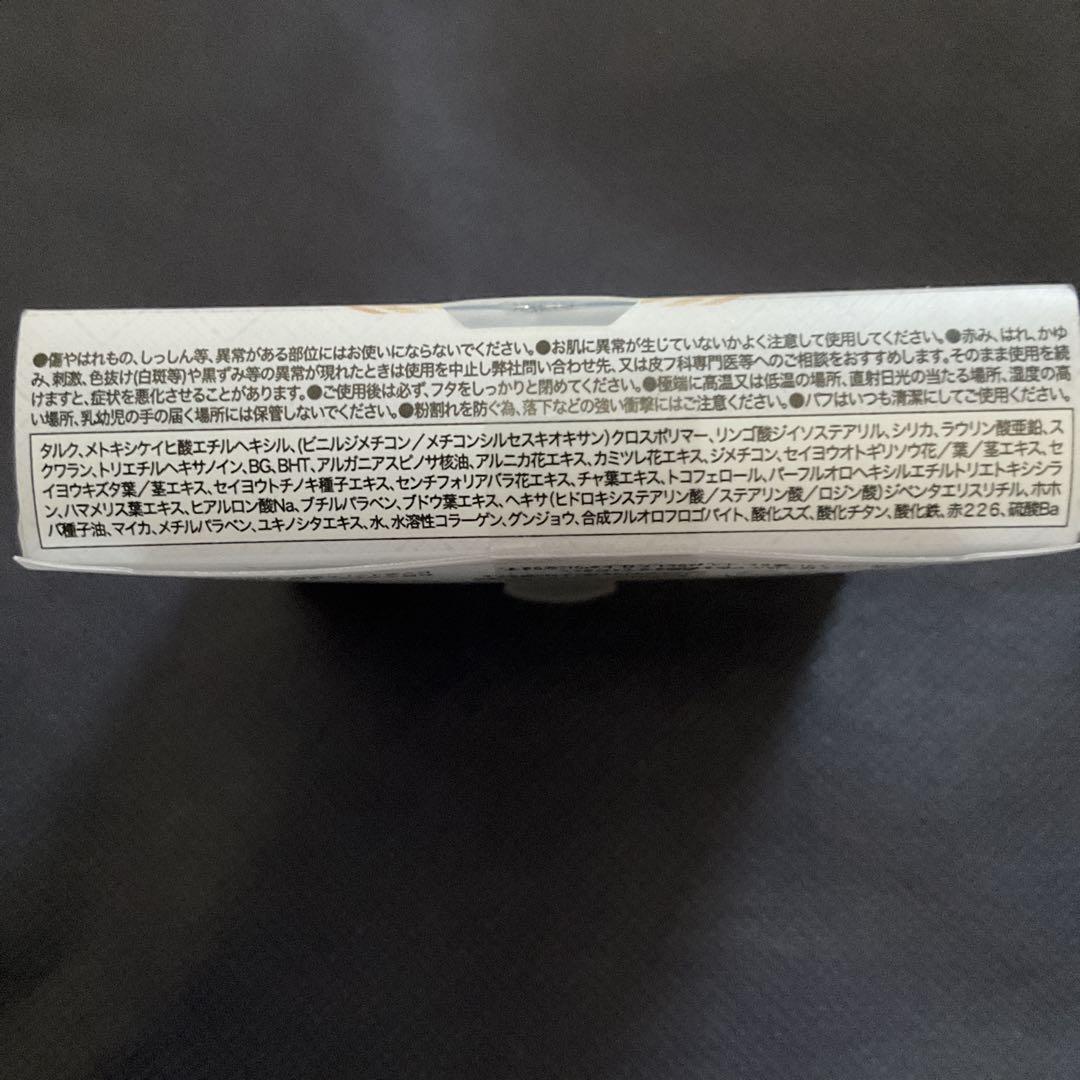 ●傷やはれもの、しっしん等、異常がある部位にはお使いにならないでください。●お肌に異常が生じていないかよく注意して使用してください。●赤み、はれ、かゆ
み、刺激、色抜け(白斑等)や黒ずみ等の異常が現れたときは使用を中止し弊社問い合わせ先、又は皮フ科専門医等へのご相談をおすすめします。そのまま使用を続
けますと、症状を悪化させることがあります。●ご使用後は必ず、フタをしっかりと閉めてください。●極端に高温又は低温の場所、直射日光の当たる場所、湿度の高
い場所、乳幼児の手の届く場所には保管しないでください。●粉割れを防ぐ為、落下などの強い衝撃にはご注意ください。●パフはいつも清潔にしてご使用ください。
タルク、メトキシケイヒ酸エチルヘキシル、(ビニルジメチコン／メチコンシルセスキオキサン)クロスポリマー、リンゴ酸ジイソステアリル、シリカ、ラウリン酸亜鉛、ス
クワラン、トリエチルヘキサノイン、BG、BHT、アルガニアスピノサ核油、アルニカ花エキス、カミツレ花エキス、ジメチコン、セイヨウオトギリソウ花／葉／茎エキス、セ
イヨウキズタ葉／茎エキス、セイヨウトチノキ種子エキス、センチフォリアバラ花エキス、チャ葉エキス、トコフェロール、パーフルオロヘキシルエチルトリエトキシシラ
ン、ハマメリス葉エキス、ヒアルロン酸Na、ブチルパラベン、ブドウ葉エキス、ヘキサ(ヒドロキシステアリン酸／ステアリン酸／ロジン酸)ジペンタエリスリチル、ホホ
バ種子油、マイカ、メチルパラベン、ユキノシタエキス、水、水溶性コラーゲン、グンジョウ、合成フルオロフロゴパイト、酸化スズ、酸化チタン、酸化鉄、赤226、硫酸Ba